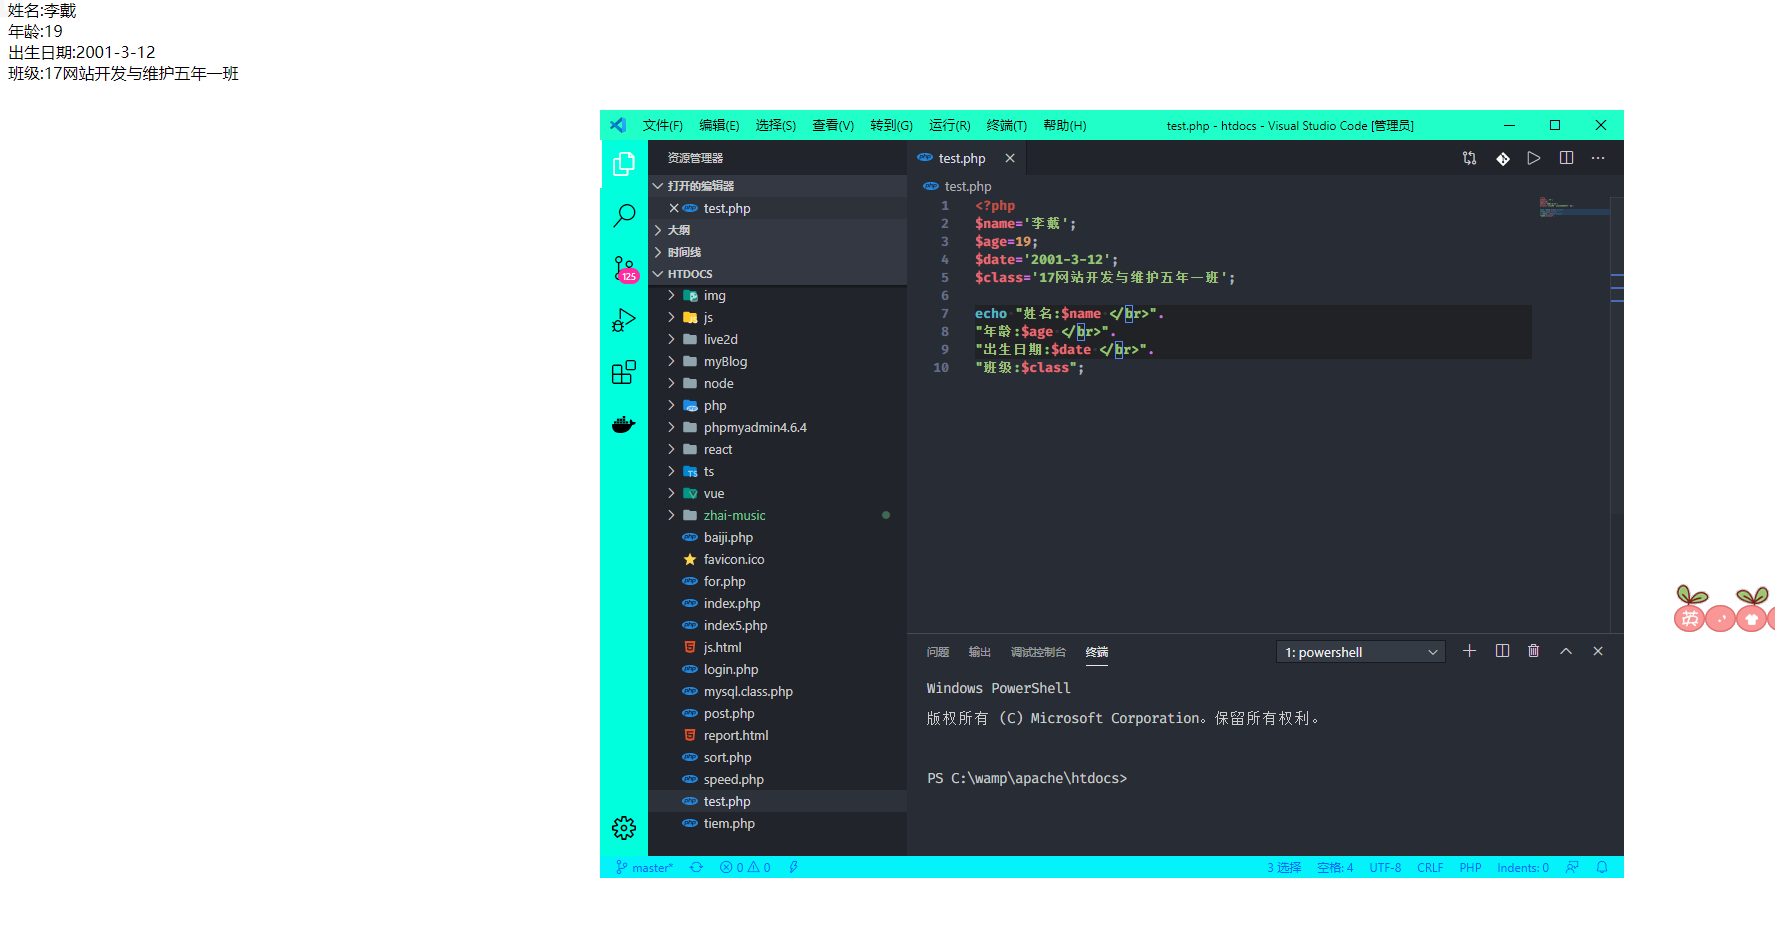 姓名:李戴
年龄:19
出生日期:2001-3-12
班级:17网站开发与维护五年一班
文件(F) 编辑(E) 选择(S) 查看(V) 转到(G) 运行(R) 终端(T) 帮助(H) test.php - htdocs - Visual Studio Code [管理员]
资源管理器
打开的编辑器
test.php
大纲
时间线
125
HTDOCS
img
js
live2d
myBlog
node
php
phpmyadmin4.6.4
react
ts
vue
zhai-music
baiji.php
favicon.ico
for.php
index.php
index5.php
js.html
login.php
mysql.class.php
post.php
report.html
sort.php
speed.php
test.php
tiem.php
test.php
test.php
1 <?php
2 $name='李戴';
3 $age=19;
4 $date='2001-3-12';
5 $class='17网站开发与维护五年一班';
6
7 echo "姓名:$name </br>".
8 "年龄:$age </br>".
9 "出生日期:$date </br>".
10 "班级:$class";
问题 输出 调试控制台 终端 1: powershell
Windows PowerShell
版权所有 (C) Microsoft Corporation。保留所有权利。
PS C:\wamp\apache\htdocs>
master* 0 0 3 选择 空格: 4 UTF-8 CRLF PHP Indents: 0
英